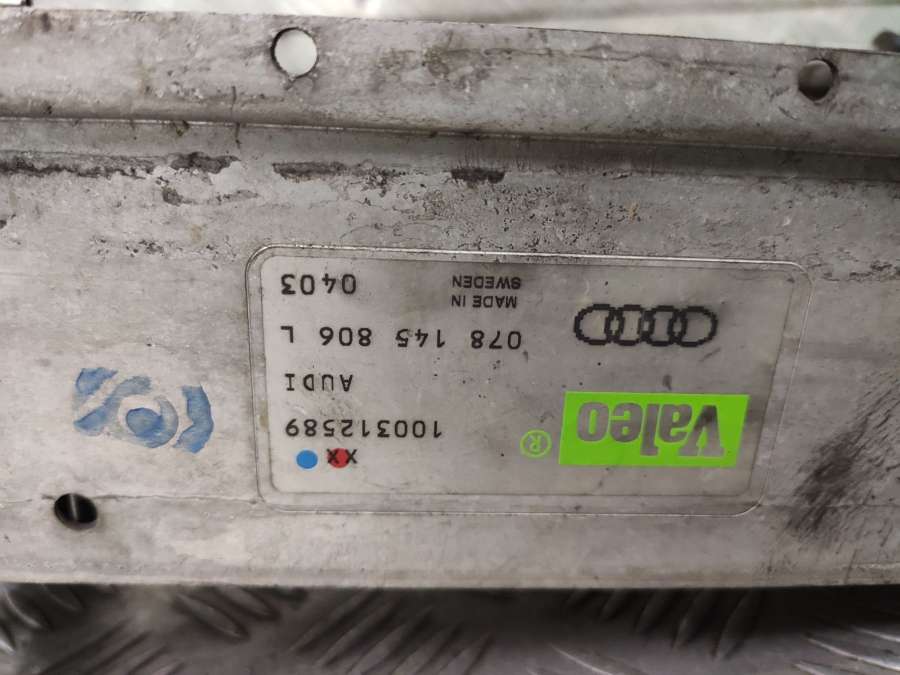 XX
Valeo ®
100312589
AUDI
078 145 806 L
MADE IN
SWEDEN
0403